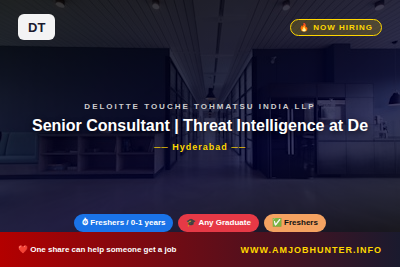 DT
🔥 NOW HIRING
DELOITTE TOUCHE TOHMATSU INDIA LLP
Senior Consultant | Threat Intelligence at De
— Hyderabad —
⏱ Freshers / 0-1 years
🎓 Any Graduate
✅ Freshers
❤️ One share can help someone get a job
WWW.AMJOBHUNTER.INFO